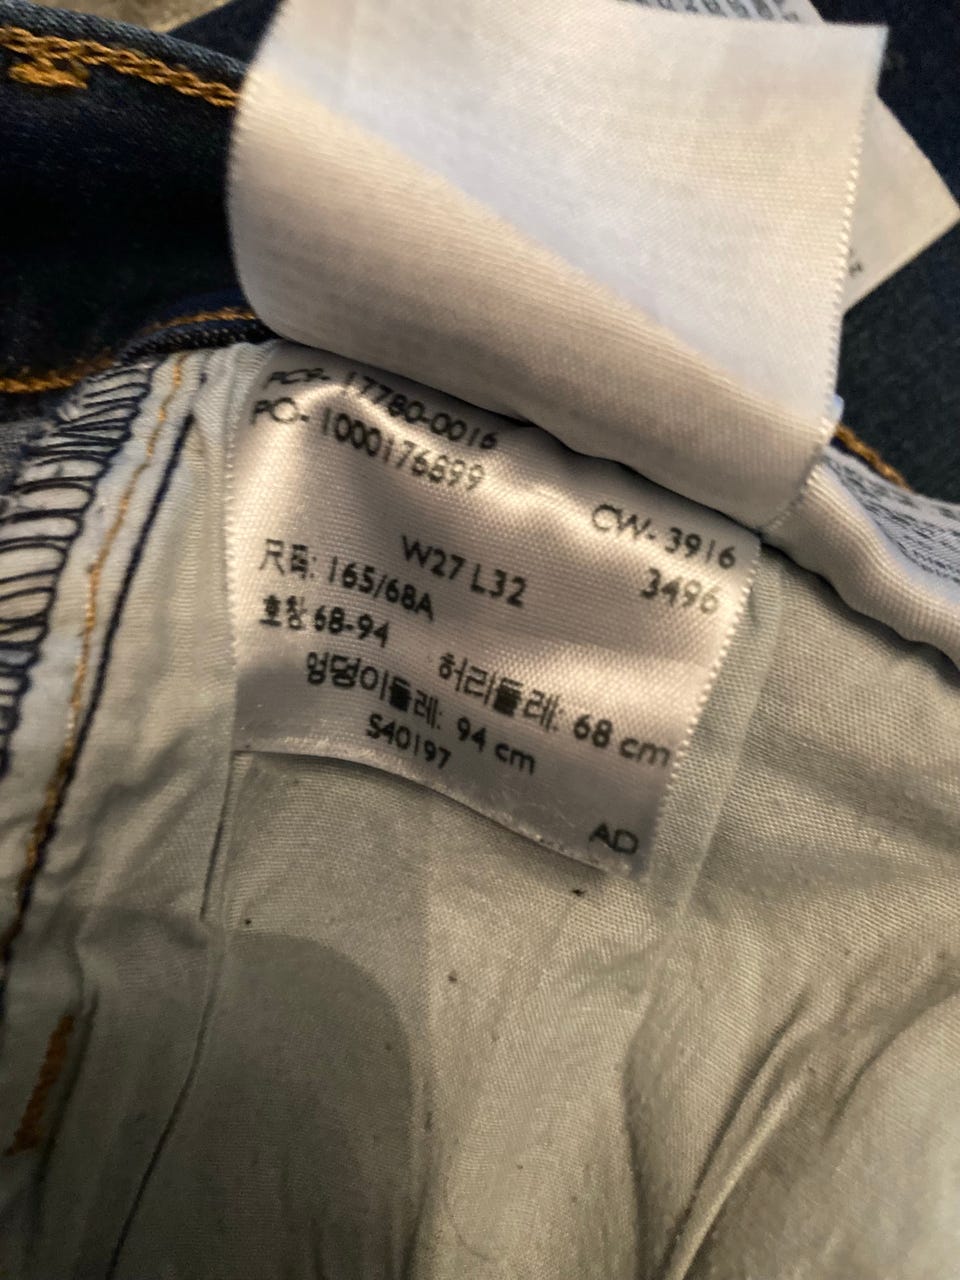 PC9- 17780-0016
PO- 1000176899
CW- 3916
3496
W27 L32
尺码: 165/68A
호칭 68-94
허리둘레: 68 cm
엉덩이둘레: 94 cm
S40197
AD